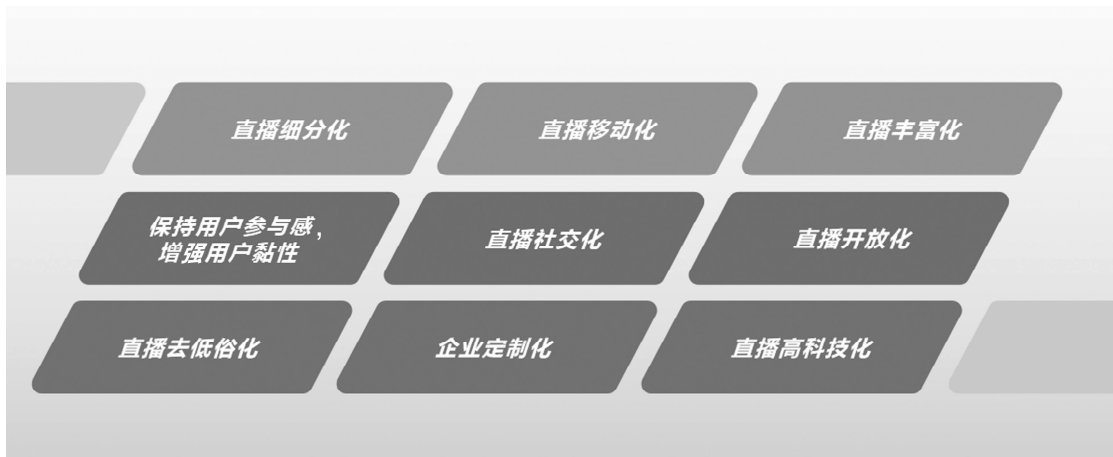 直播细分化
直播移动化
直播丰富化
保持用户参与感，
增强用户黏性
直播社交化
直播开放化
直播去低俗化
企业定制化
直播高科技化